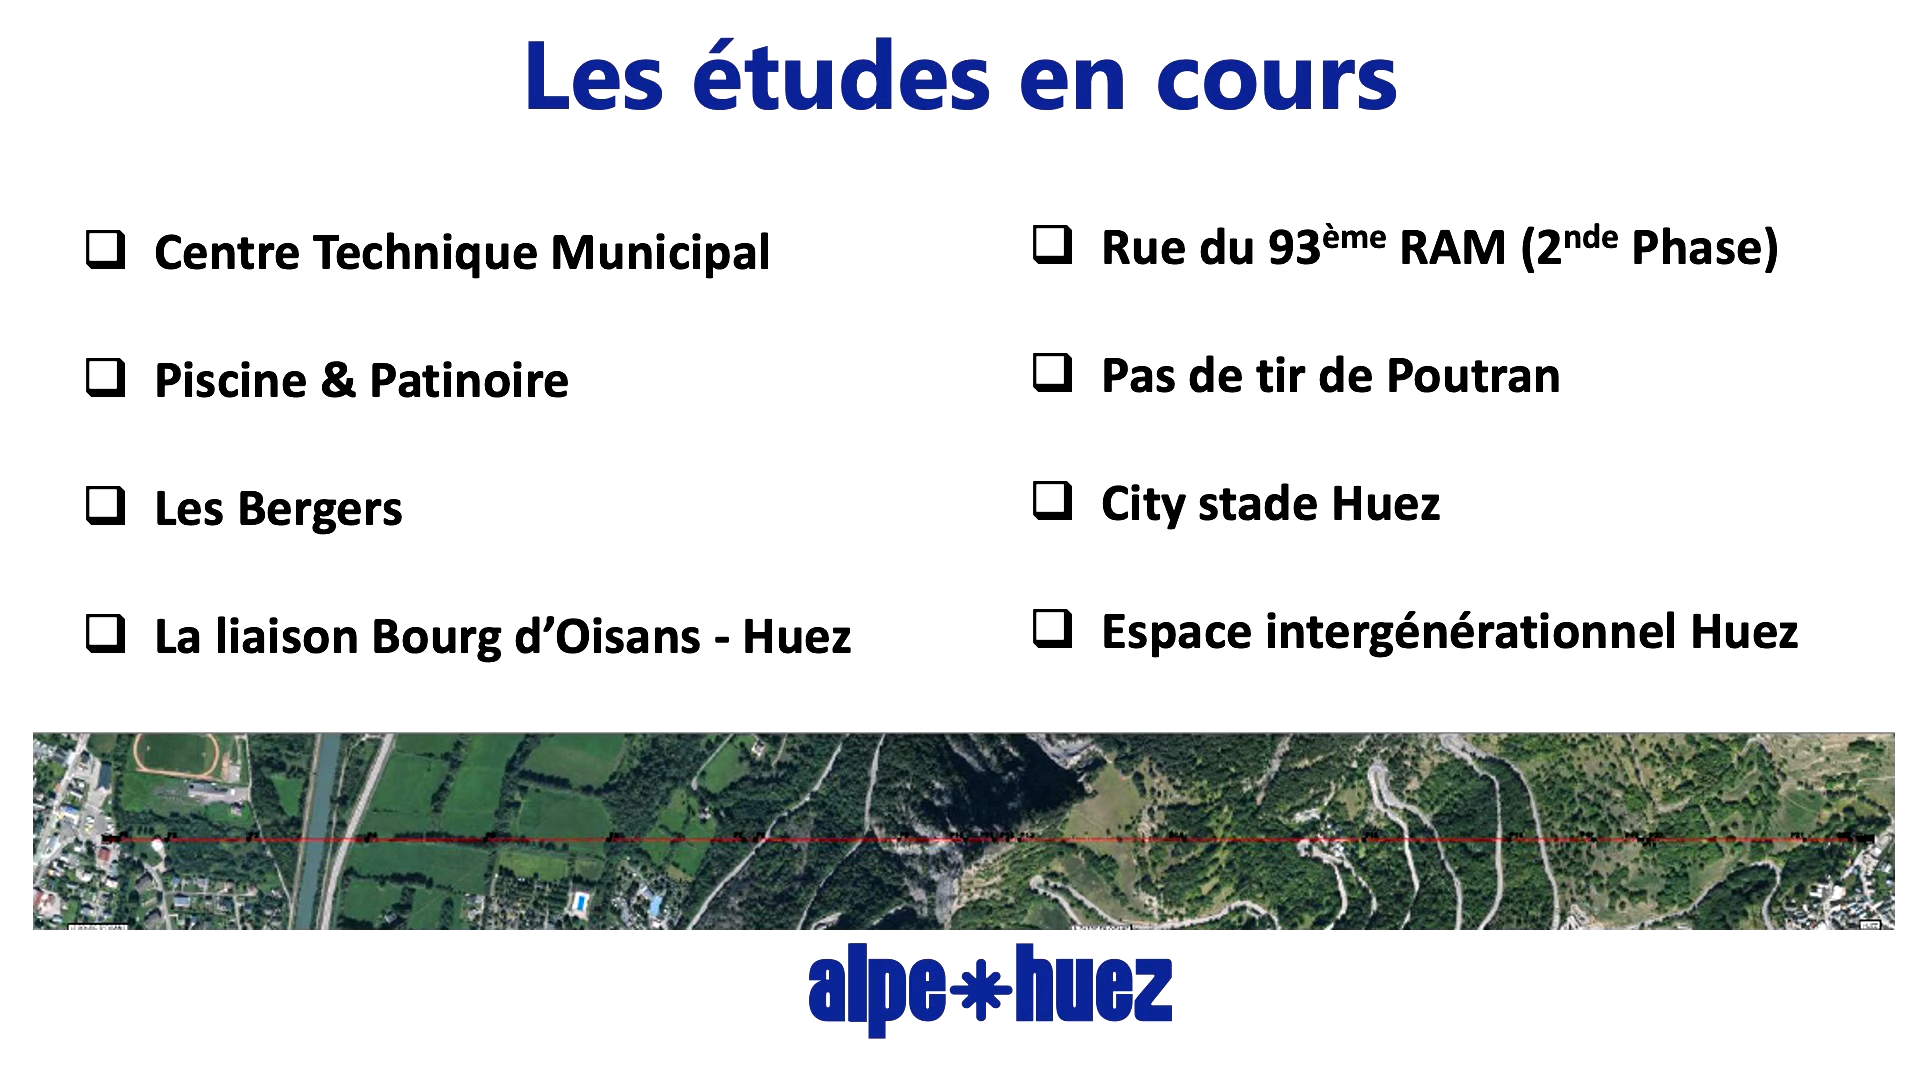 Les études en cours
Centre Technique Municipal
Piscine & Patinoire
Les Bergers
La liaison Bourg d’Oisans - Huez
Rue du 93ème RAM (2nde Phase)
Pas de tir de Poutran
City stade Huez
Espace intergénérationnel Huez
alpe*huez